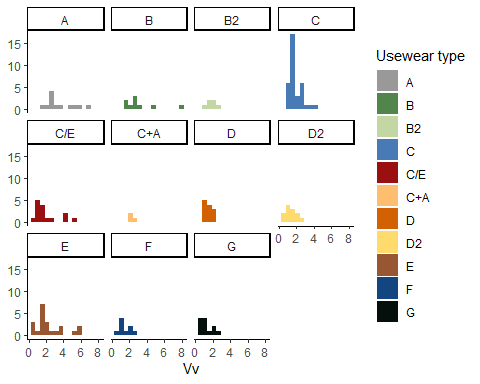 A B B2 C
15
10
5
0
C/E C+A D D2
15
10
5
0
0 2 4 6 8
E F G
15
10
5
0
0 2 4 6 8 0 2 4 6 8 0 2 4 6 8
Vv
Usewear type
A
B
B2
C
C/E
C+A
D
D2
E
F
G